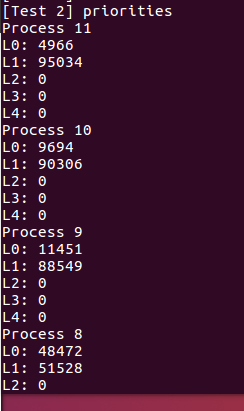 [Test 2] priorities
Process 11
L0: 4966
L1: 95034
L2: 0
L3: 0
L4: 0
Process 10
L0: 9694
L1: 90306
L2: 0
L3: 0
L4: 0
Process 9
L0: 11451
L1: 88549
L2: 0
L3: 0
L4: 0
Process 8
L0: 48472
L1: 51528
L2: 0